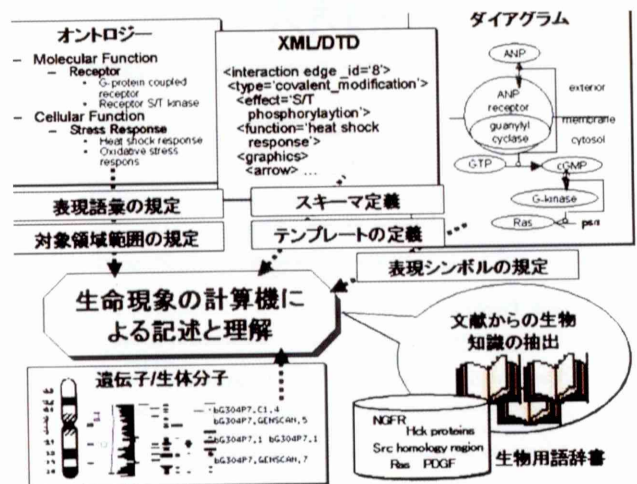 オントロジー
– Molecular Function
– Receptor
• G-protein coupled
receptor
• Receptor S/T kinase
– Cellular Function
– Stress Response
• Heat shock response
• Oxidative stress
respons
XML/DTD
<interaction edge _id='8'>
<type='covalent_modification'>
<effect='S/T
phosphorylaytion'>
<function='heat shock
response'>
<graphics>
<arrow> ...
ダイアグラム
ANP
ANP
receptor
guanylyl
cyclase
exterior
membrane
cytosol
GTP
cGMP
G-kinase
Ras
表現語彙の規定
対象領域範囲の規定
スキーマ定義
テンプレートの定義
表現シンボルの規定
生命現象の計算機に
よる記述と理解
文献からの生物
知識の抽出
遺伝子/生体分子
bG304P7,C1,4
bG304P7,GENSCAN,5
bG304P7,1 bG304P7,1
bG304P7,GENSCAN,7
NGFR
Hck proteins
Src homology region
Ras PDGF
生物用語辞書